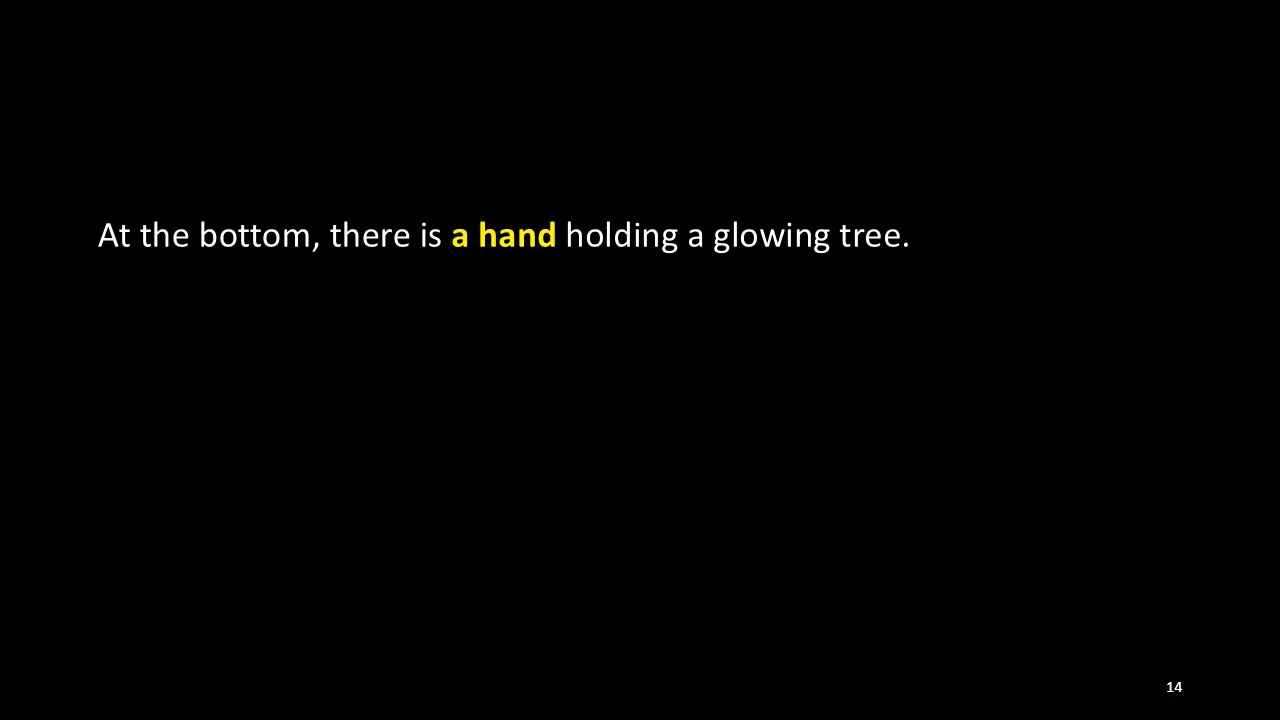 At the bottom, there is a hand holding a glowing tree.
14